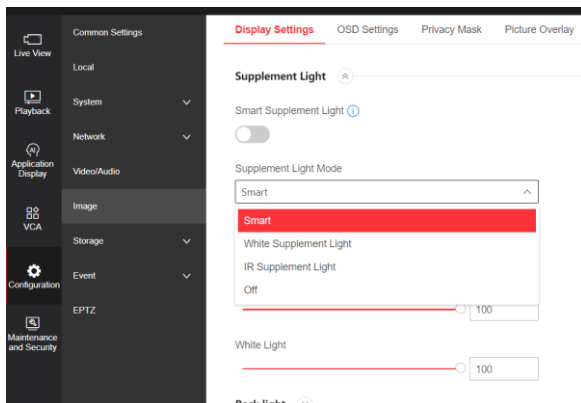 Live View
Playback
Application
Display
VCA
Configuration
Maintenance
and Security
Common Settings
Local
System
Network
Video/Audio
Image
Storage
Event
EPTZ
Display Settings
OSD Settings
Privacy Mask
Picture Overlay
Supplement Light
Smart Supplement Light
Supplement Light Mode
Smart
Smart
White Supplement Light
IR Supplement Light
Off
100
White Light
100